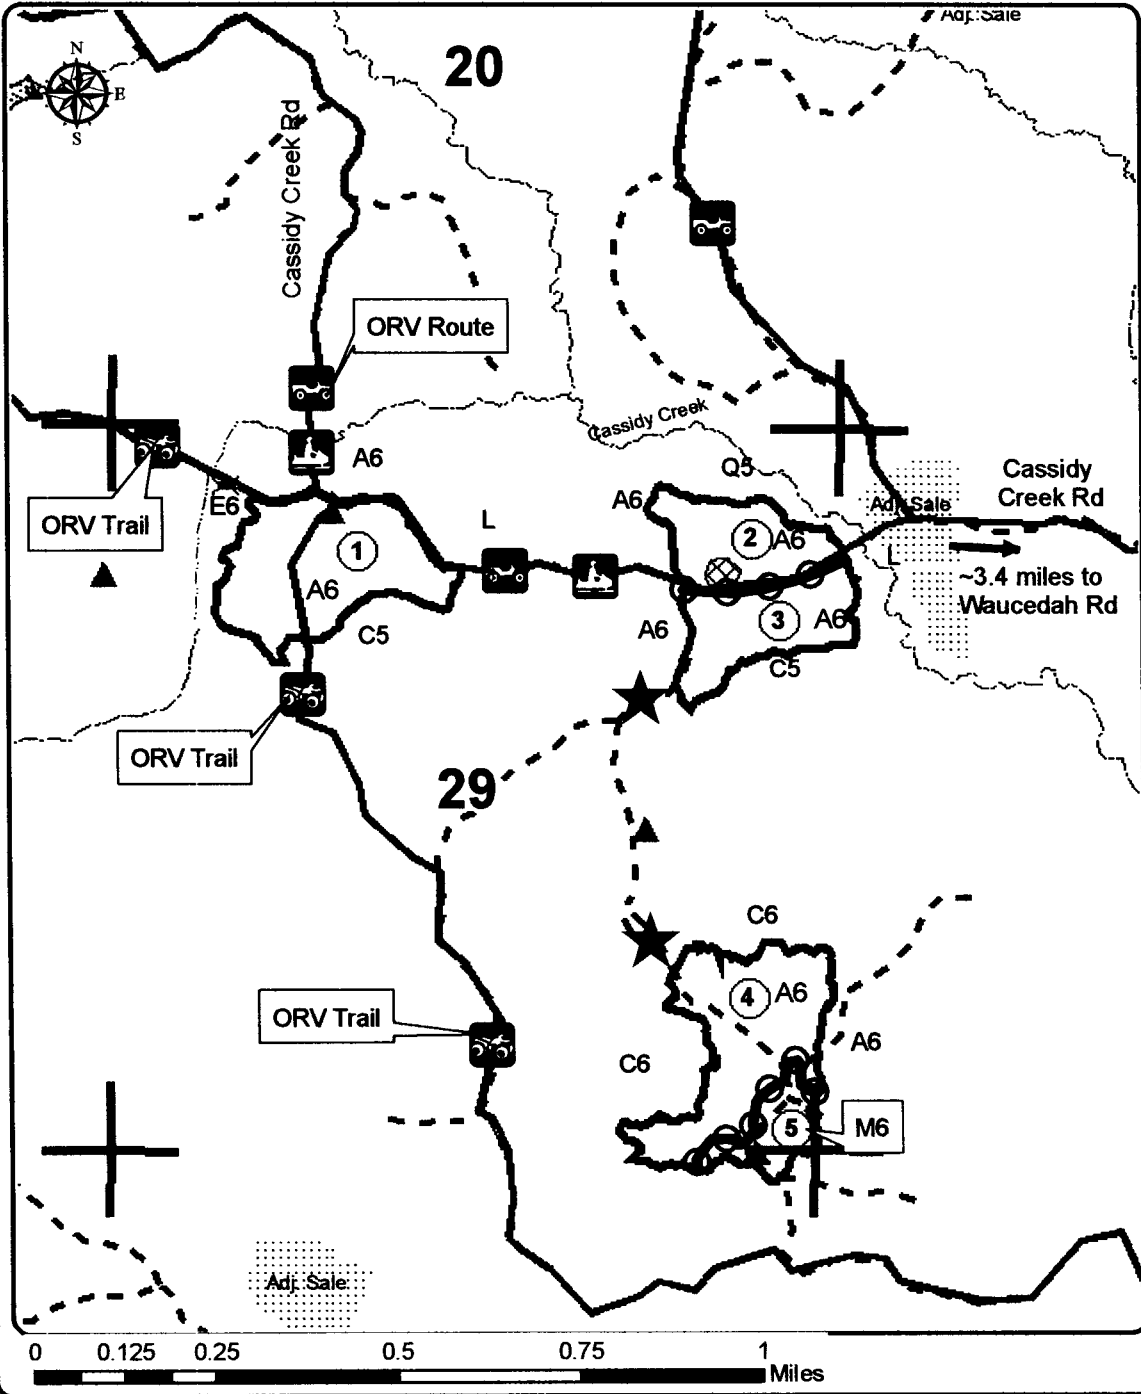 Adj. Sale
20
N
E
S
Cassidy Creek Rd
ORV Route
Cassidy Creek
A6
Q5
Cassidy
Creek Rd
E6
A6
Adj. Sale
ORV Trail
L
1
2
A6
L
~3.4 miles to
Waucedah Rd
A6
3
A6
A6
C5
C5
ORV Trail
29
C6
4
A6
ORV Trail
A6
C6
5
M6
Adj. Sale
0
0.125
0.25
0.5
0.75
1
Miles